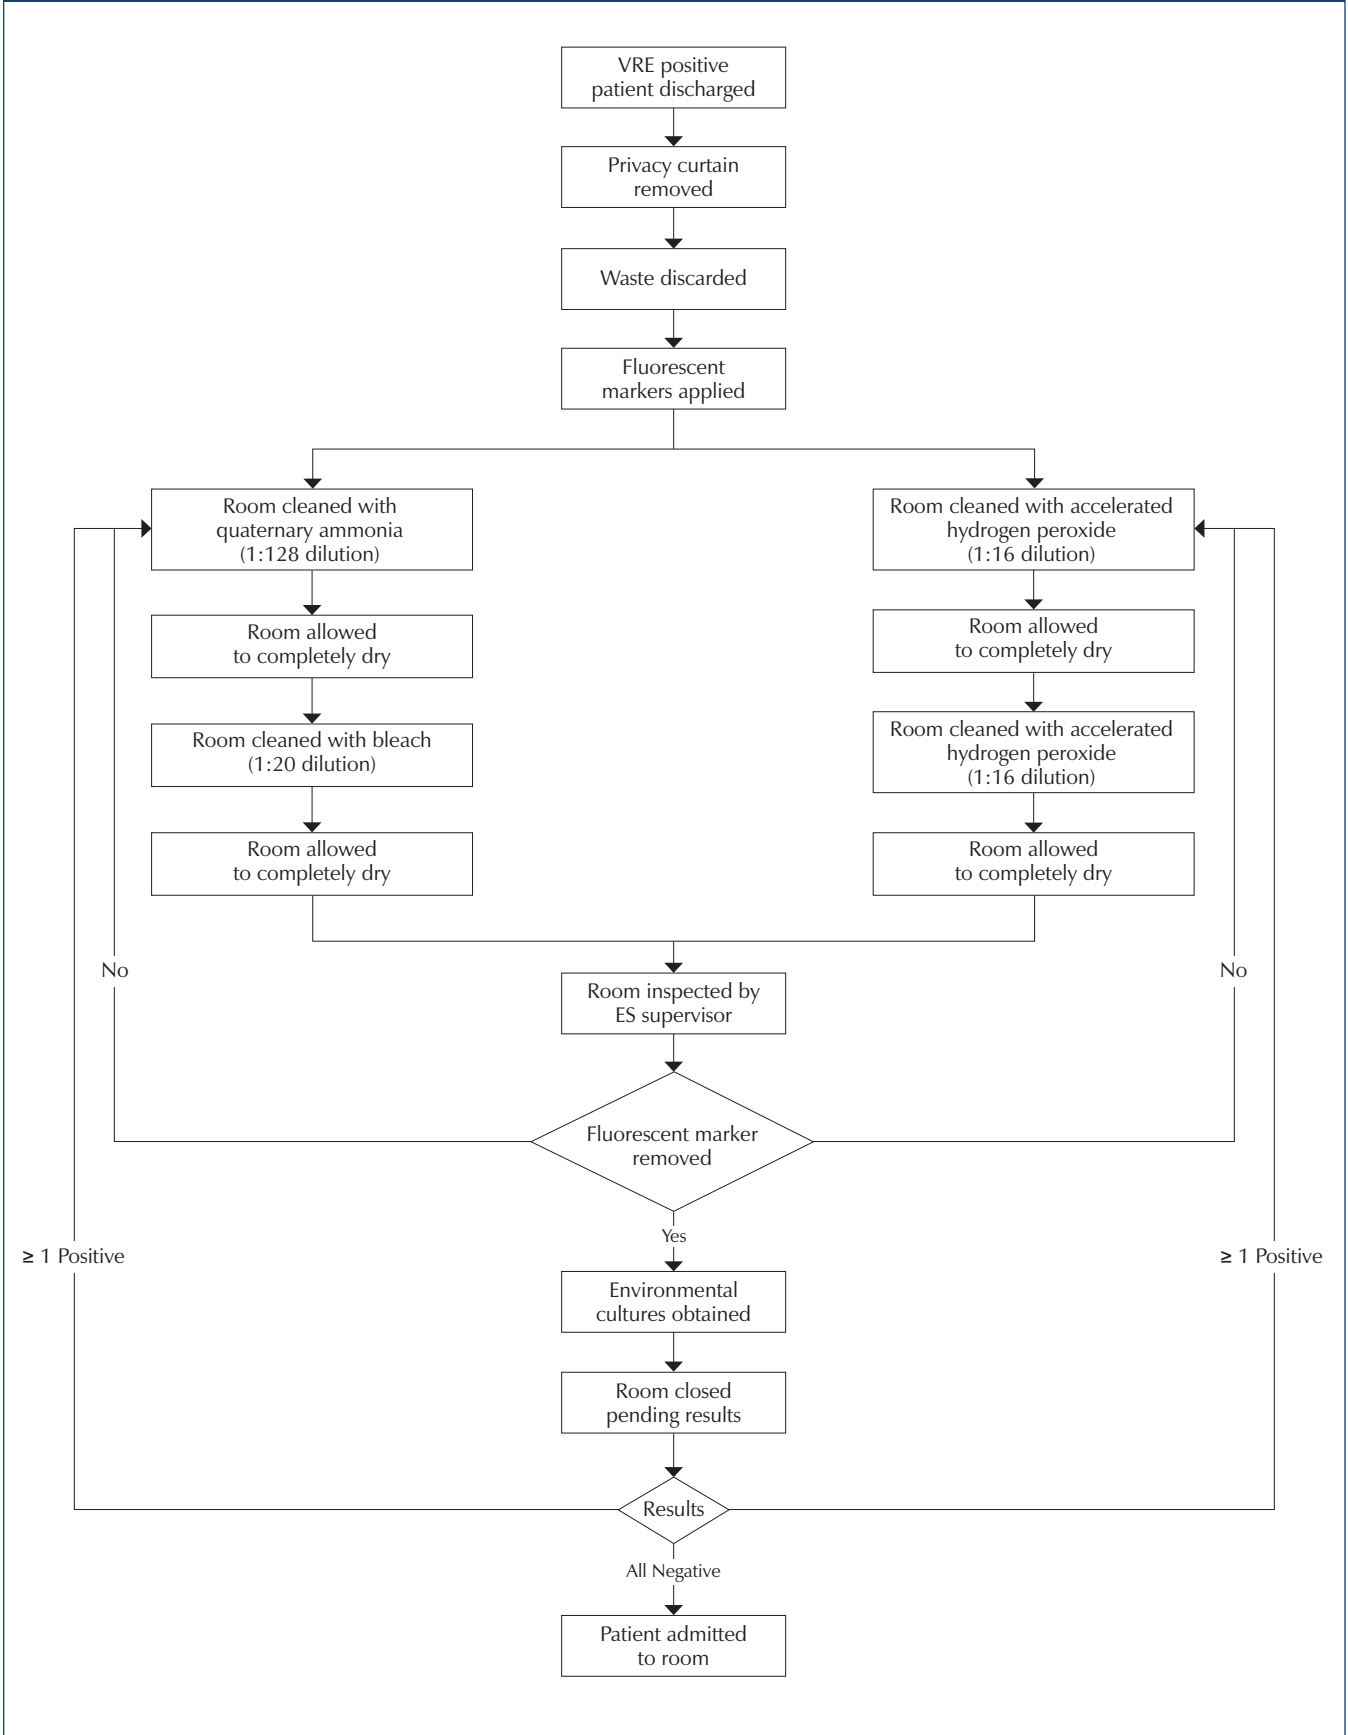 VRE positive
patient discharged
Privacy curtain
removed
Waste discarded
Fluorescent
markers applied
Room cleaned with
quaternary ammonia
(1:128 dilution)
Room allowed
to completely dry
Room cleaned with bleach
(1:20 dilution)
Room allowed
to completely dry
Room cleaned with accelerated
hydrogen peroxide
(1:16 dilution)
Room allowed
to completely dry
Room cleaned with accelerated
hydrogen peroxide
(1:16 dilution)
Room allowed
to completely dry
No
No
Room inspected by
ES supervisor
Fluorescent marker
removed
Yes
≥ 1 Positive
≥ 1 Positive
Environmental
cultures obtained
Room closed
pending results
Results
All Negative
Patient admitted
to room